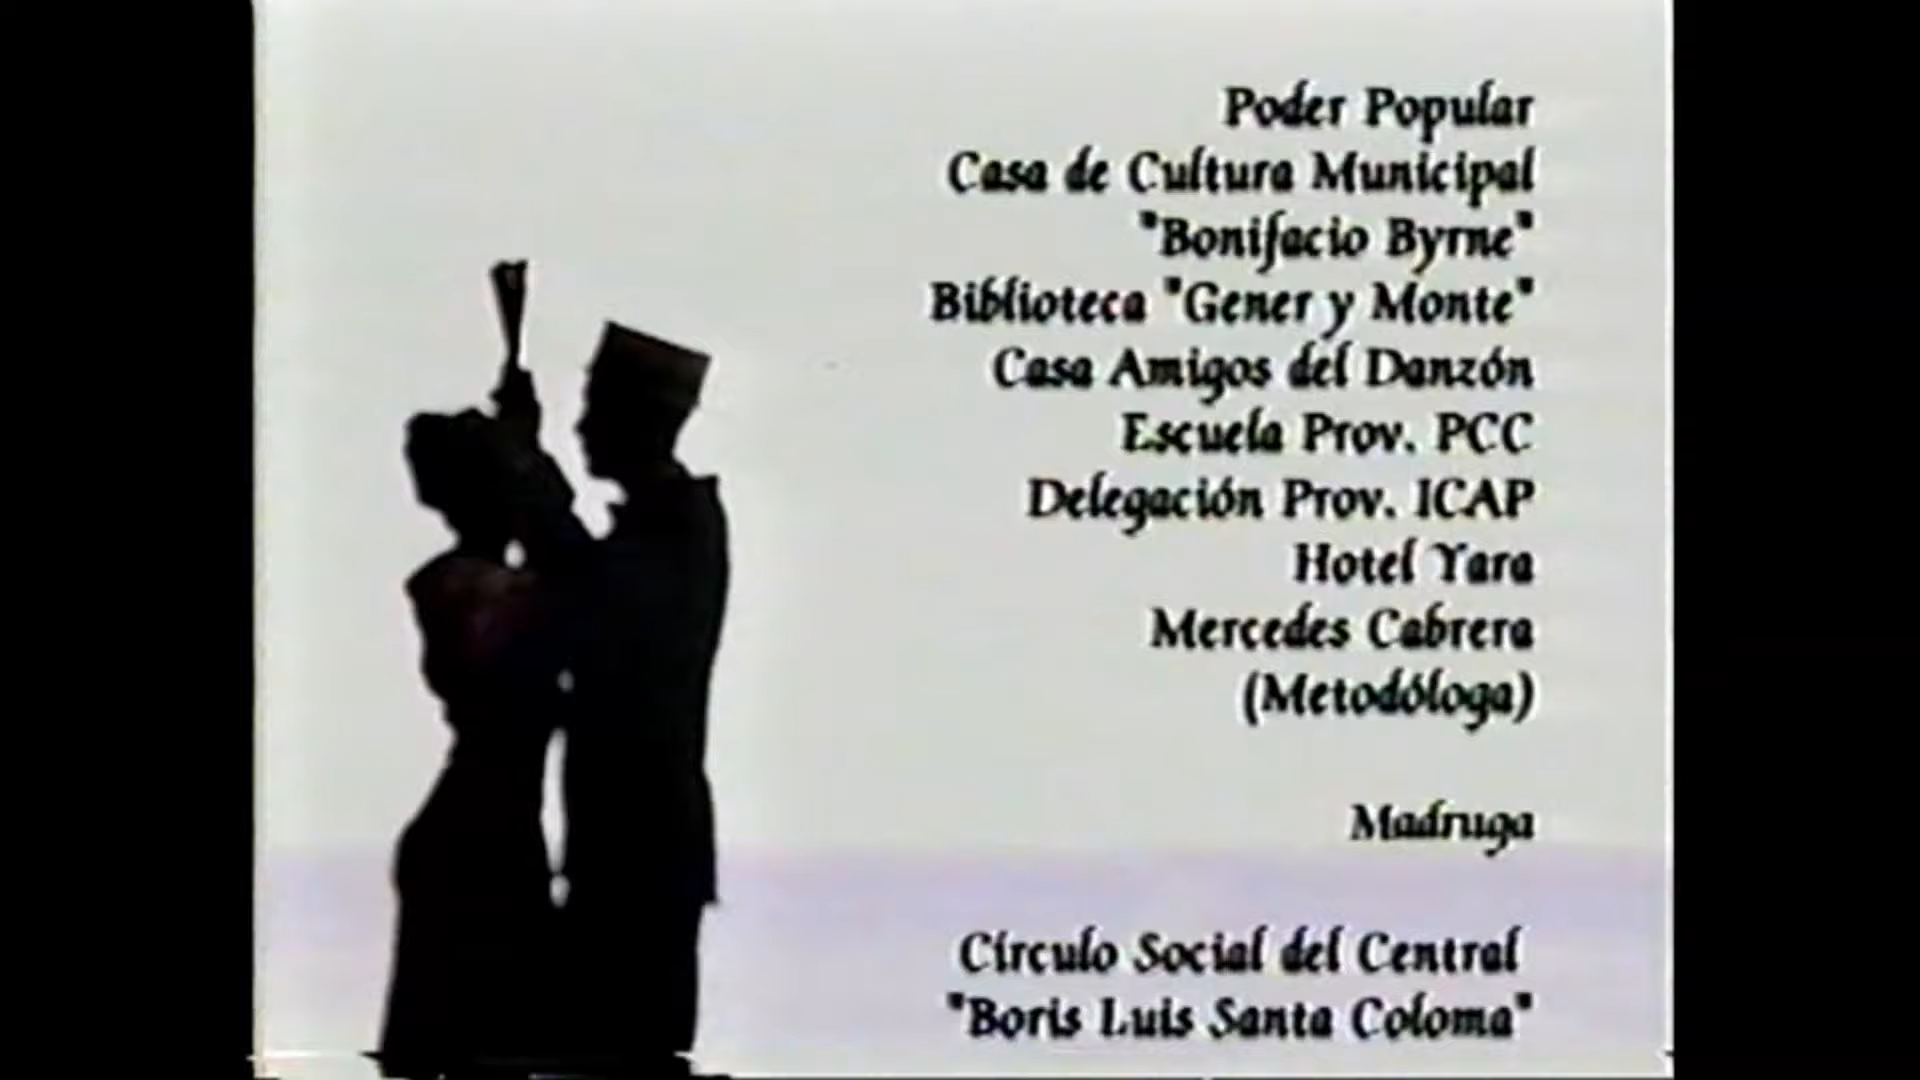 Poder Popular
Casa de Cultura Municipal
"Bonifacio Byrne"
Biblioteca "Gener y Monte"
Casa Amigos del Danzón
Escuela Prov. PCC
Delegación Prov. ICAP
Hotel Yara
Mercedes Cabrera
(Metodóloga)
Madruga
Círculo Social del Central
"Boris Luis Santa Coloma"